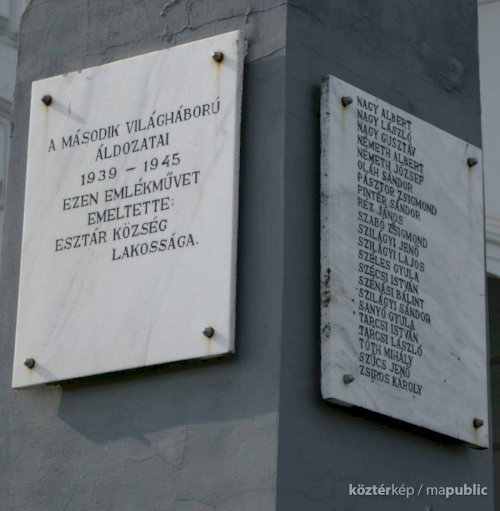 A MÁSODIK VILÁGHÁBORÚ
ÁLDOZATAI
1939 – 1945
EZEN EMLÉKMŰVET
EMELTETTE:
ESZTÁR KÖZSÉG
LAKOSSÁGA.
NAGY ALBERT
NAGY LÁSZLÓ
NAGY GUSZTÁV
NÉMETH ALBERT
NÉMETH JÓZSEF
OLÁH SÁNDOR
PÁSZTOR ZSIGMOND
PINTÉR SÁNDOR
RÉZ JÁNOS
SZABÓ ZSIGMOND
SZILÁGYI JENŐ
SZILÁGYI LAJOS
SZÉLES GYULA
SZÉCSI ISTVÁN
SZÉNÁSI BÁLINT
SZILÁGYI SÁNDOR
SANYÓ GYULA
TARCSI ISTVÁN
TARCSI LÁSZLÓ
TÓTH MIHÁLY
SZŰCS JENŐ
ZSIROS KÁROLY
köztérkép / mapublic